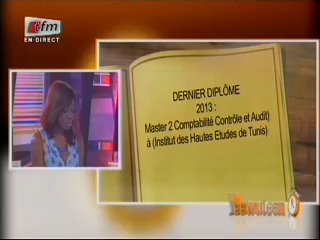 tfm
EN DIRECT
DERNIER DIPLÔME
2013 :
Master 2 Comptabilité Contrôle et Audit)
à (Institut des Hautes Etudes de Tunis)